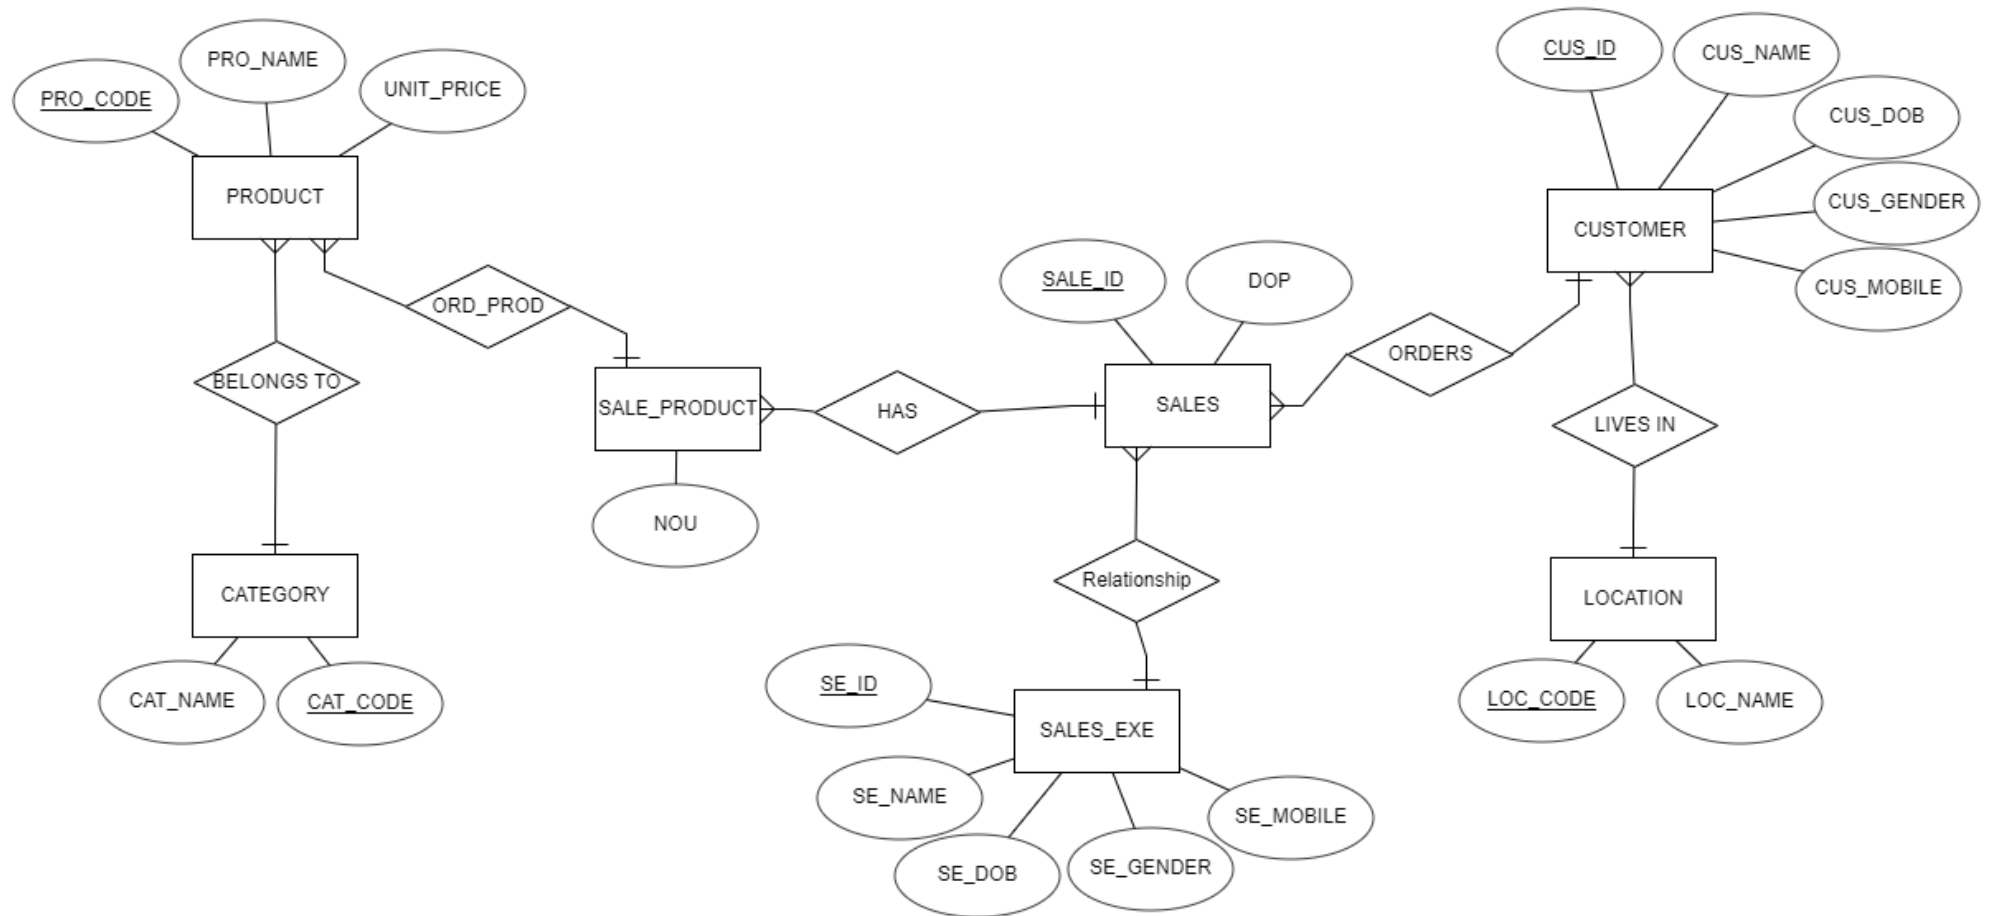 CUS_ID
CUS_NAME
PRO_NAME
UNIT_PRICE
PRO_CODE
CUS_DOB
PRODUCT
CUS_GENDER
CUSTOMER
SALE_ID
DOP
CUS_MOBILE
ORD_PROD
ORDERS
BELONGS TO
SALE_PRODUCT
HAS
SALES
LIVES IN
NOU
Relationship
CATEGORY
LOCATION
SE_ID
CAT_NAME
CAT_CODE
LOC_CODE
LOC_NAME
SALES_EXE
SE_NAME
SE_MOBILE
SE_DOB
SE_GENDER